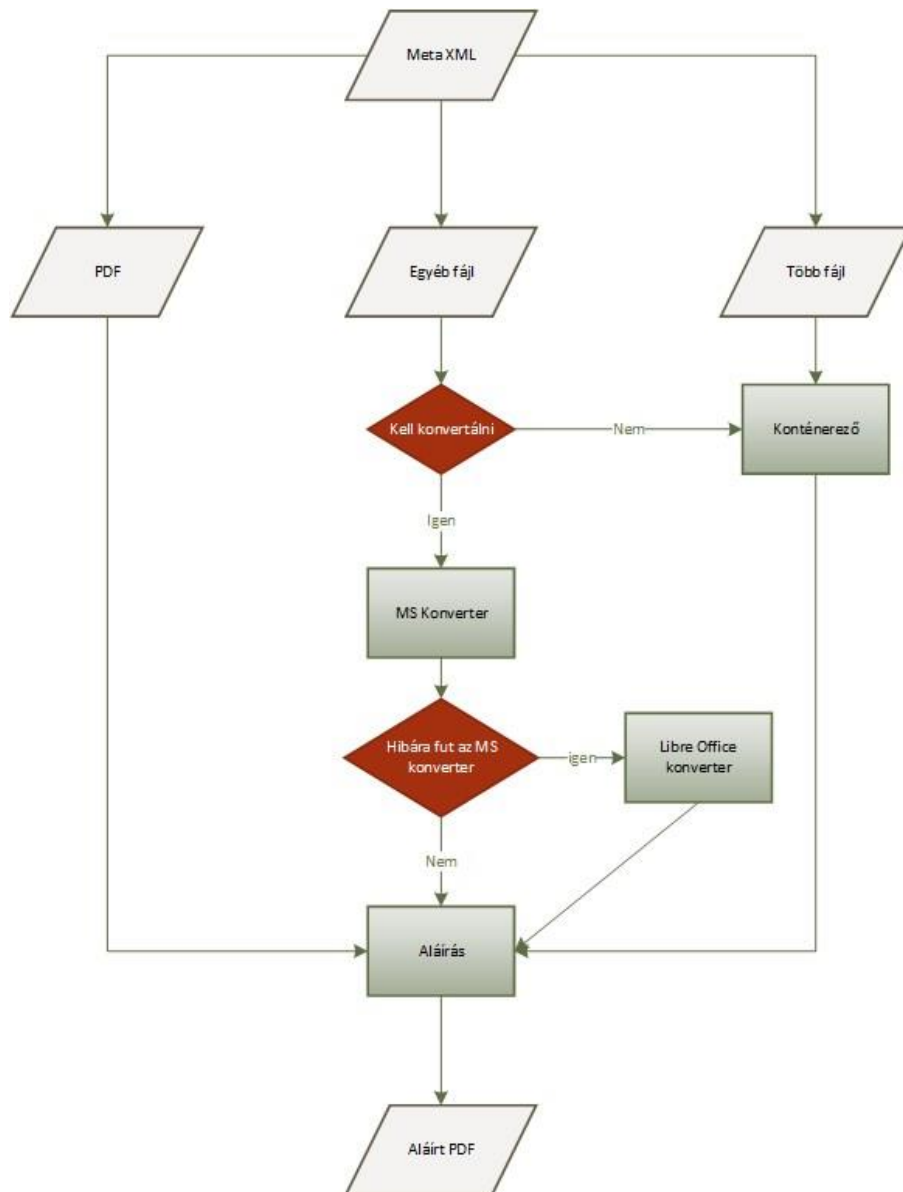 Meta XML
PDF
Egyéb fájl
Több fájl
Kell konvertálni
Nem
Konténerező
Igen
MS Konverter
Hibára fut az MS
konverter
igen
Libre Office
konverter
Nem
Aláírás
Aláírt PDF